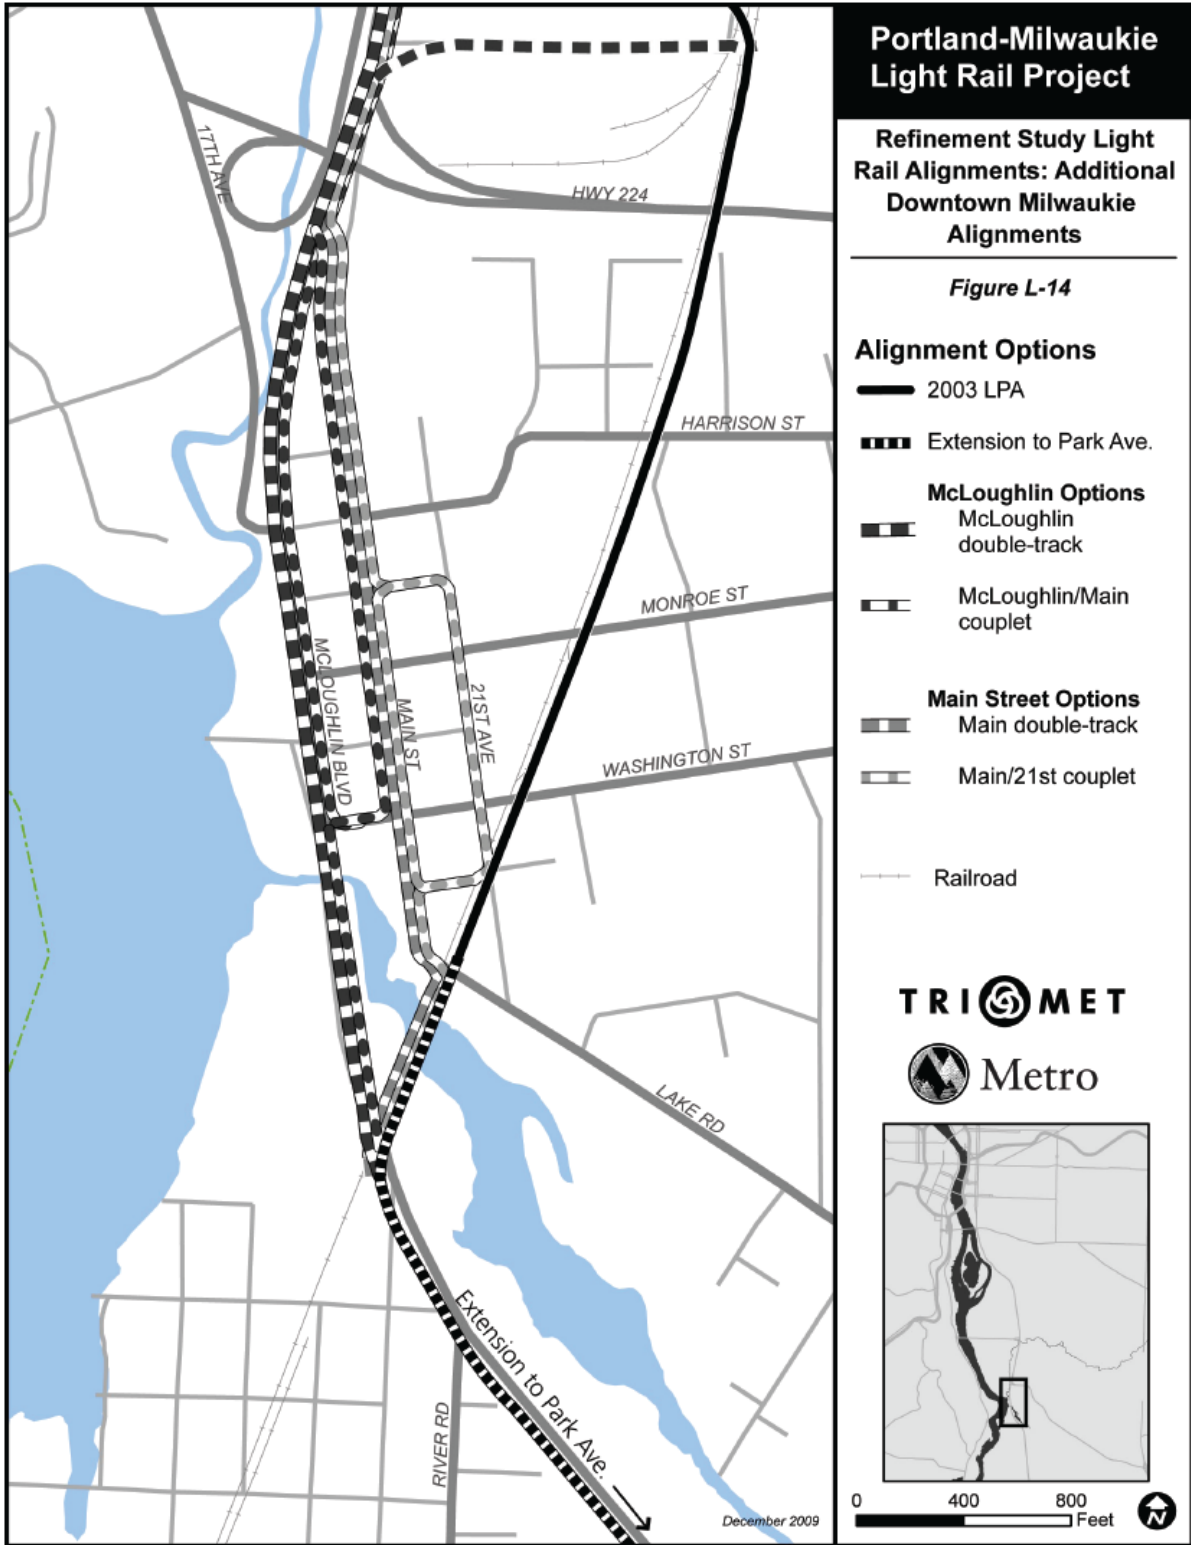 Portland-Milwaukie
Light Rail Project
Refinement Study Light
Rail Alignments: Additional
Downtown Milwaukie
Alignments
Figure L-14
Alignment Options
2003 LPA
Extension to Park Ave.
McLoughlin Options
McLoughlin
double-track
McLoughlin/Main
couplet
Main Street Options
Main double-track
Main/21st couplet
Railroad
TRI MET
Metro
0 400 800
Feet
N
17TH AVE
HWY 224
HARRISON ST
MONROE ST
MCLOUGHLIN BLVD
MAIN ST
21ST AVE
WASHINGTON ST
LAKE RD
Extension to Park Ave.
RIVER RD
December 2009